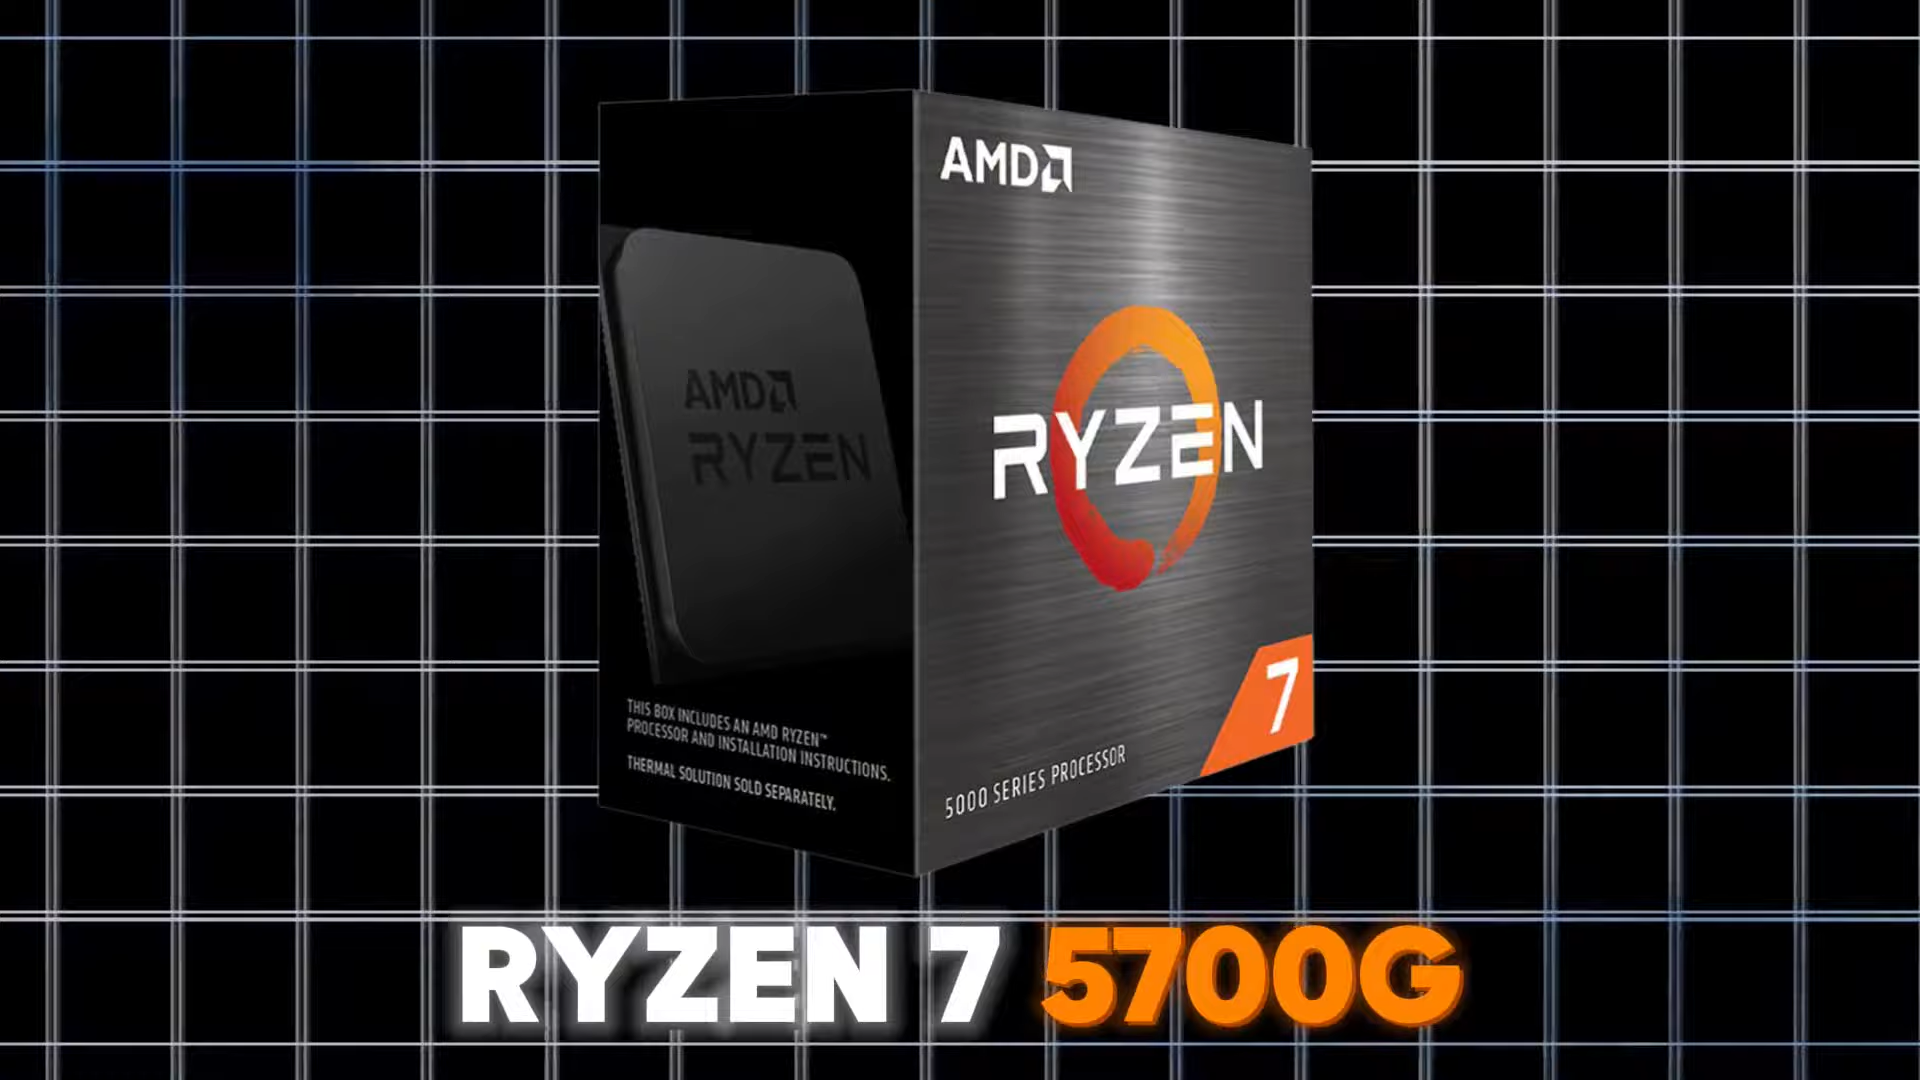 AMD
RYZEN
7
5000 SERIES PROCESSOR
AMD
RYZEN
THIS BOX INCLUDES AN AMD RYZEN™
PROCESSOR AND INSTALLATION INSTRUCTIONS.
THERMAL SOLUTION SOLD SEPARATELY.
RYZEN 7 5700G